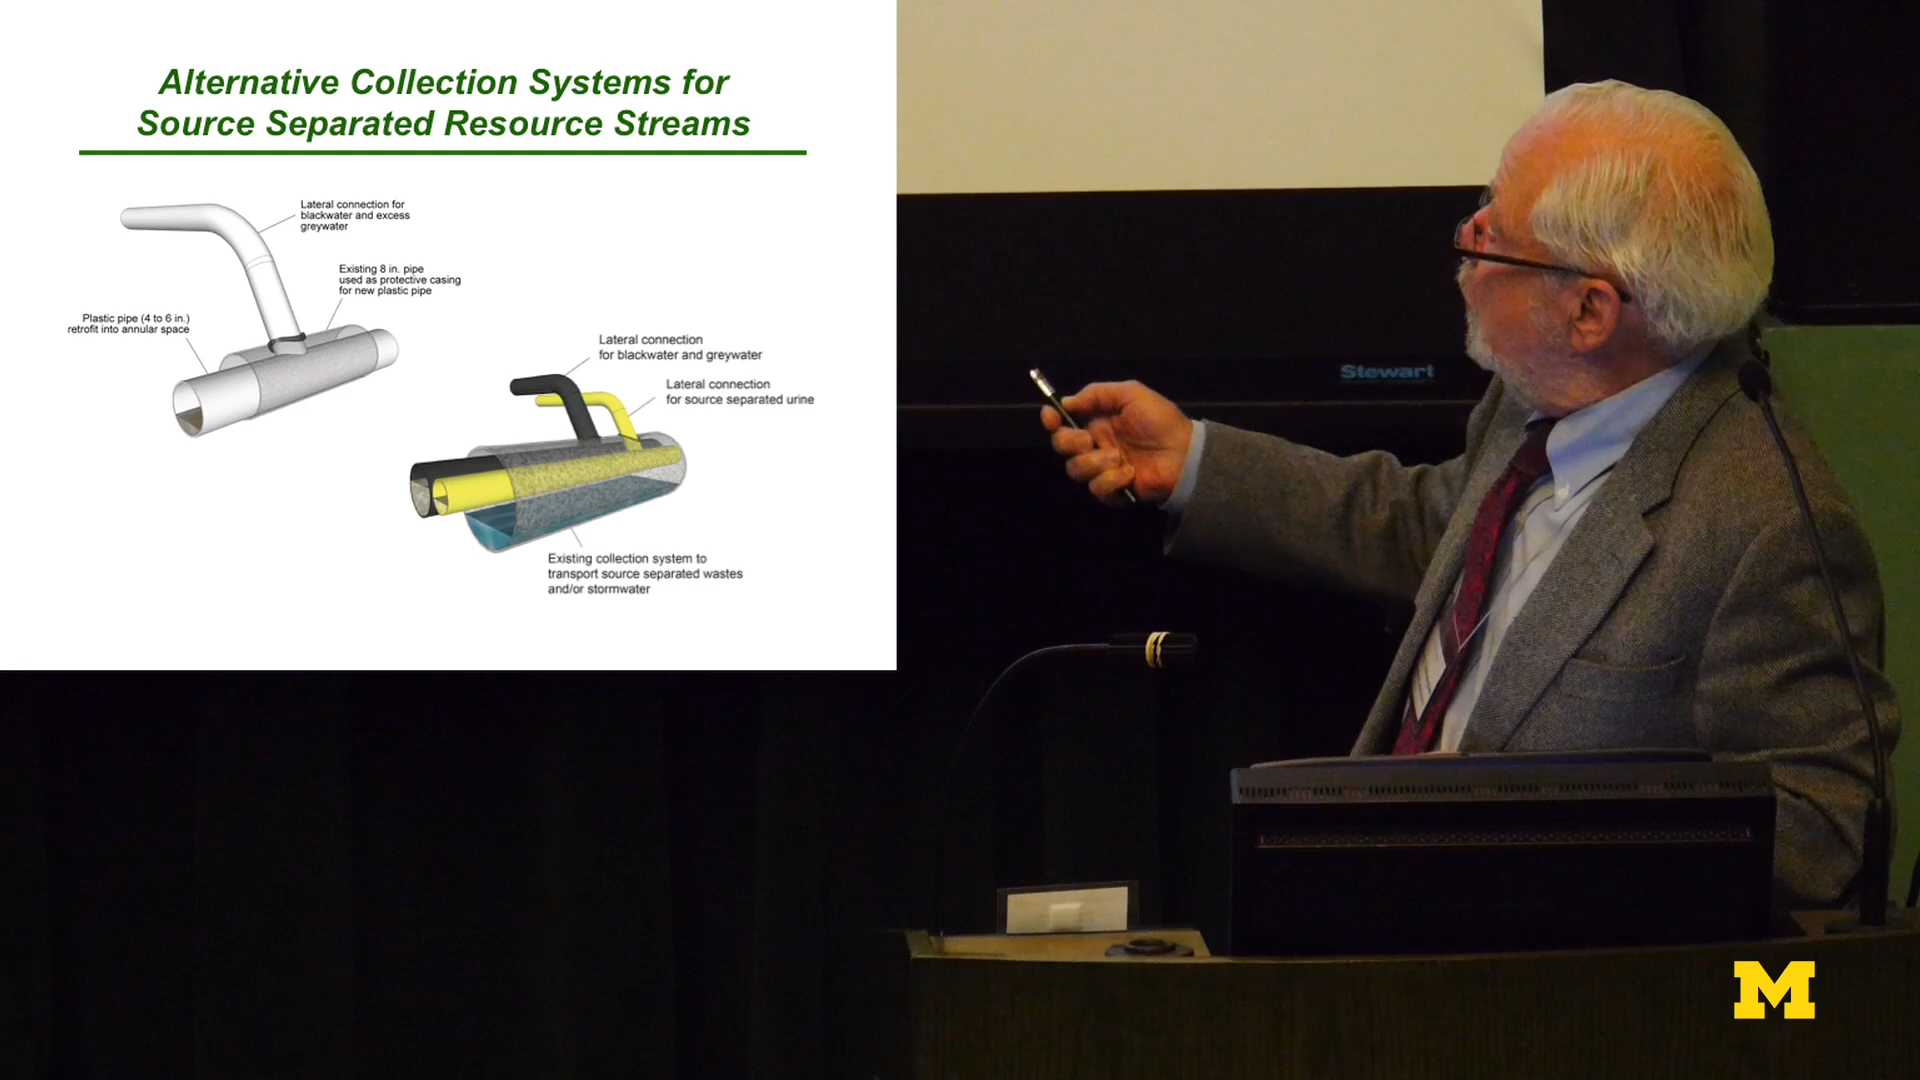 Alternative Collection Systems for
Source Separated Resource Streams
Lateral connection for
blackwater and excess
greywater
Existing 8 in. pipe
used as protective casing
for new plastic pipe
Plastic pipe (4 to 6 in.)
retrofit into annular space
Lateral connection
for blackwater and greywater
Lateral connection
for source separated urine
Existing collection system to
transport source separated wastes
and/or stormwater
Stewart
M